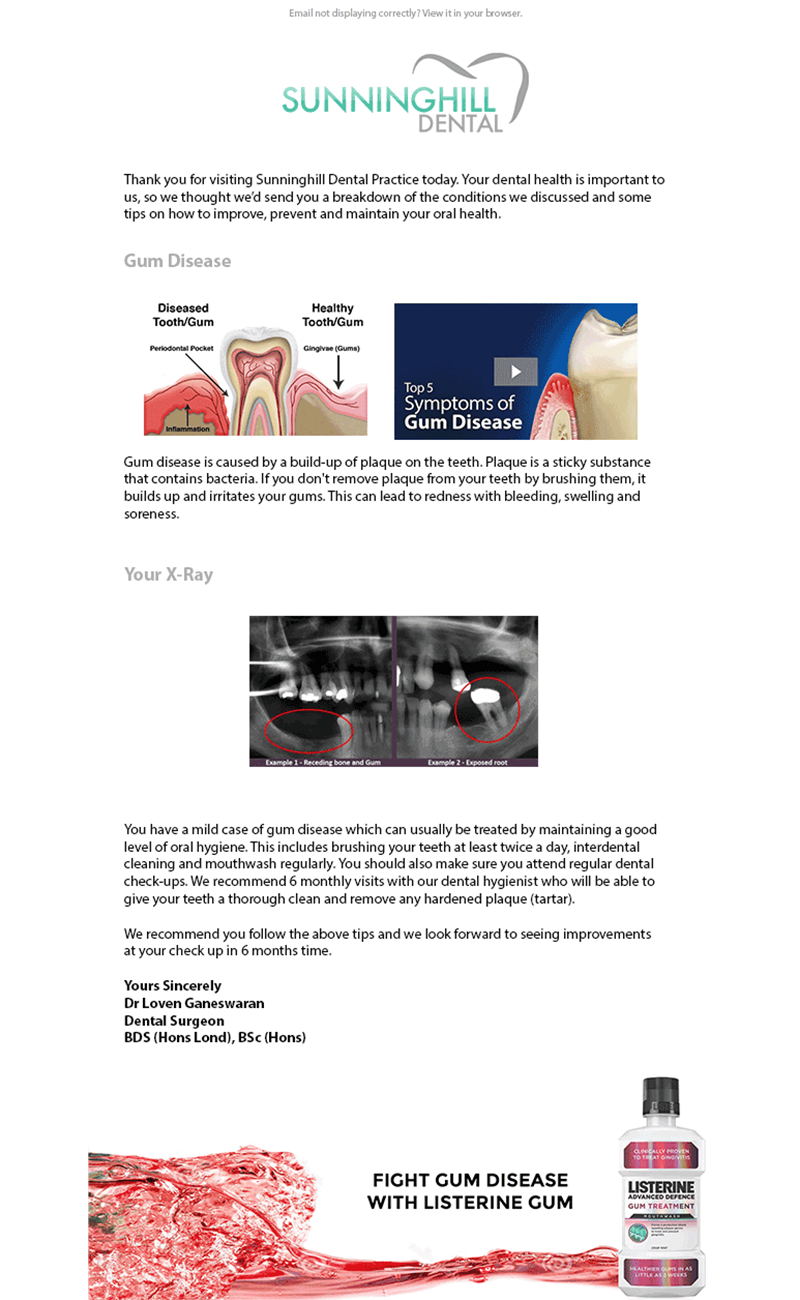 Email not displaying correctly? View it in your browser.
SUNNINGHILL
DENTAL
Thank you for visiting Sunninghill Dental Practice today. Your dental health is important to
us, so we thought we'd send you a breakdown of the conditions we discussed and some
tips on how to improve, prevent and maintain your oral health.
Gum Disease
Diseased
Tooth/Gum
Healthy
Tooth/Gum
Periodontal Pocket
Gingivae (Gums)
Inflammation
Top 5
Symptoms of
Gum Disease
Gum disease is caused by a build-up of plaque on the teeth. Plaque is a sticky substance
that contains bacteria. If you don't remove plaque from your teeth by brushing them, it
builds up and irritates your gums. This can lead to redness with bleeding, swelling and
soreness.
Your X-Ray
Example 1 - Receding bone and Gum
Example 2 - Exposed root
You have a mild case of gum disease which can usually be treated by maintaining a good
level of oral hygiene. This includes brushing your teeth at least twice a day, interdental
cleaning and mouthwash regularly. You should also make sure you attend regular dental
check-ups. We recommend 6 monthly visits with our dental hygienist who will be able to
give your teeth a thorough clean and remove any hardened plaque (tartar).
We recommend you follow the above tips and we look forward to seeing improvements
at your check up in 6 months time.
Yours Sincerely
Dr Loven Ganeswaran
Dental Surgeon
BDS (Hons Lond), BSc (Hons)
FIGHT GUM DISEASE
WITH LISTERINE GUM
CLINICALLY PROVEN
TO TREAT GINGIVITIS
LISTERINE
ADVANCED DEFENCE
GUM TREATMENT
MOUTHWASH
HEALTHIER GUMS IN AS
LITTLE AS 2 WEEKS